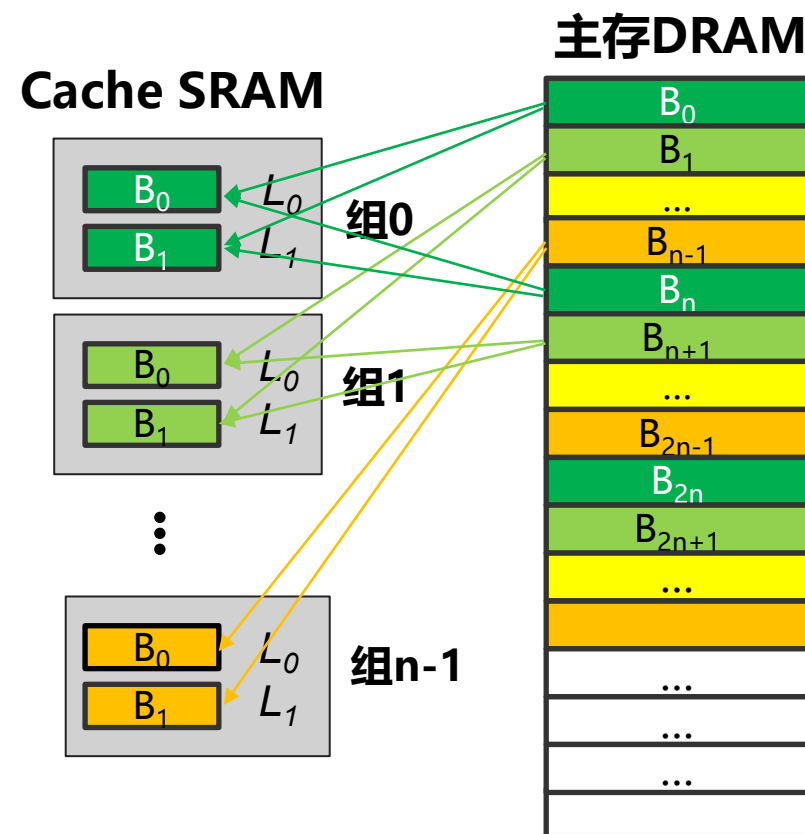 主存DRAM
Cache SRAM
B₀ L₀
B₁ L₁
组0
B₀ L₀
B₁ L₁
组1
⋮
B₀ L₀
B₁ L₁
组n-1
B₀
B₁
...
Bₙ₋₁
Bₙ
Bₙ₊₁
...
B₂ₙ₋₁
B₂ₙ
B₂ₙ₊₁
...
...
...
...